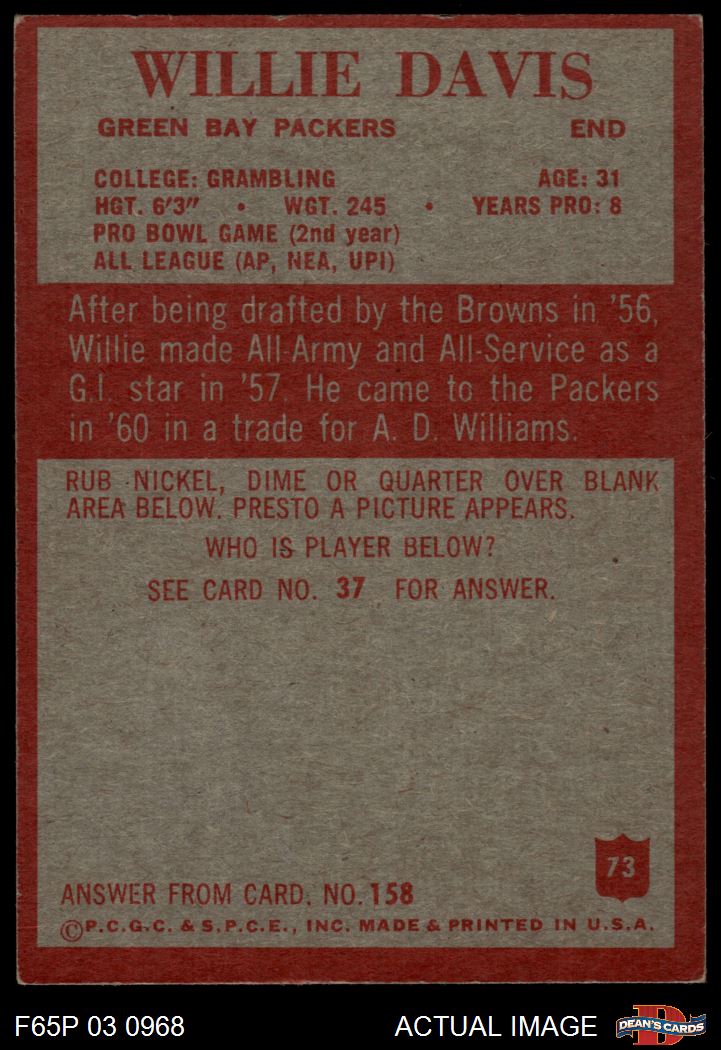 WILLIE DAVIS
GREEN BAY PACKERS END
COLLEGE: GRAMBLING AGE: 31
HGT. 6'3" • WGT. 245 • YEARS PRO: 8
PRO BOWL GAME (2nd year)
ALL LEAGUE (AP, NEA, UPI)
After being drafted by the Browns in '56,
Willie made All-Army and All-Service as a
G.I. star in '57. He came to the Packers
in '60 in a trade for A. D. Williams.
RUB NICKEL, DIME OR QUARTER OVER BLANK
AREA BELOW. PRESTO A PICTURE APPEARS.
WHO IS PLAYER BELOW?
SEE CARD NO. 37 FOR ANSWER.
73
ANSWER FROM CARD. NO. 158
©P.C.G.C. & S.P.C.E., INC. MADE & PRINTED IN U.S.A.
F65P 03 0968 ACTUAL IMAGE DEAN'S CARDS